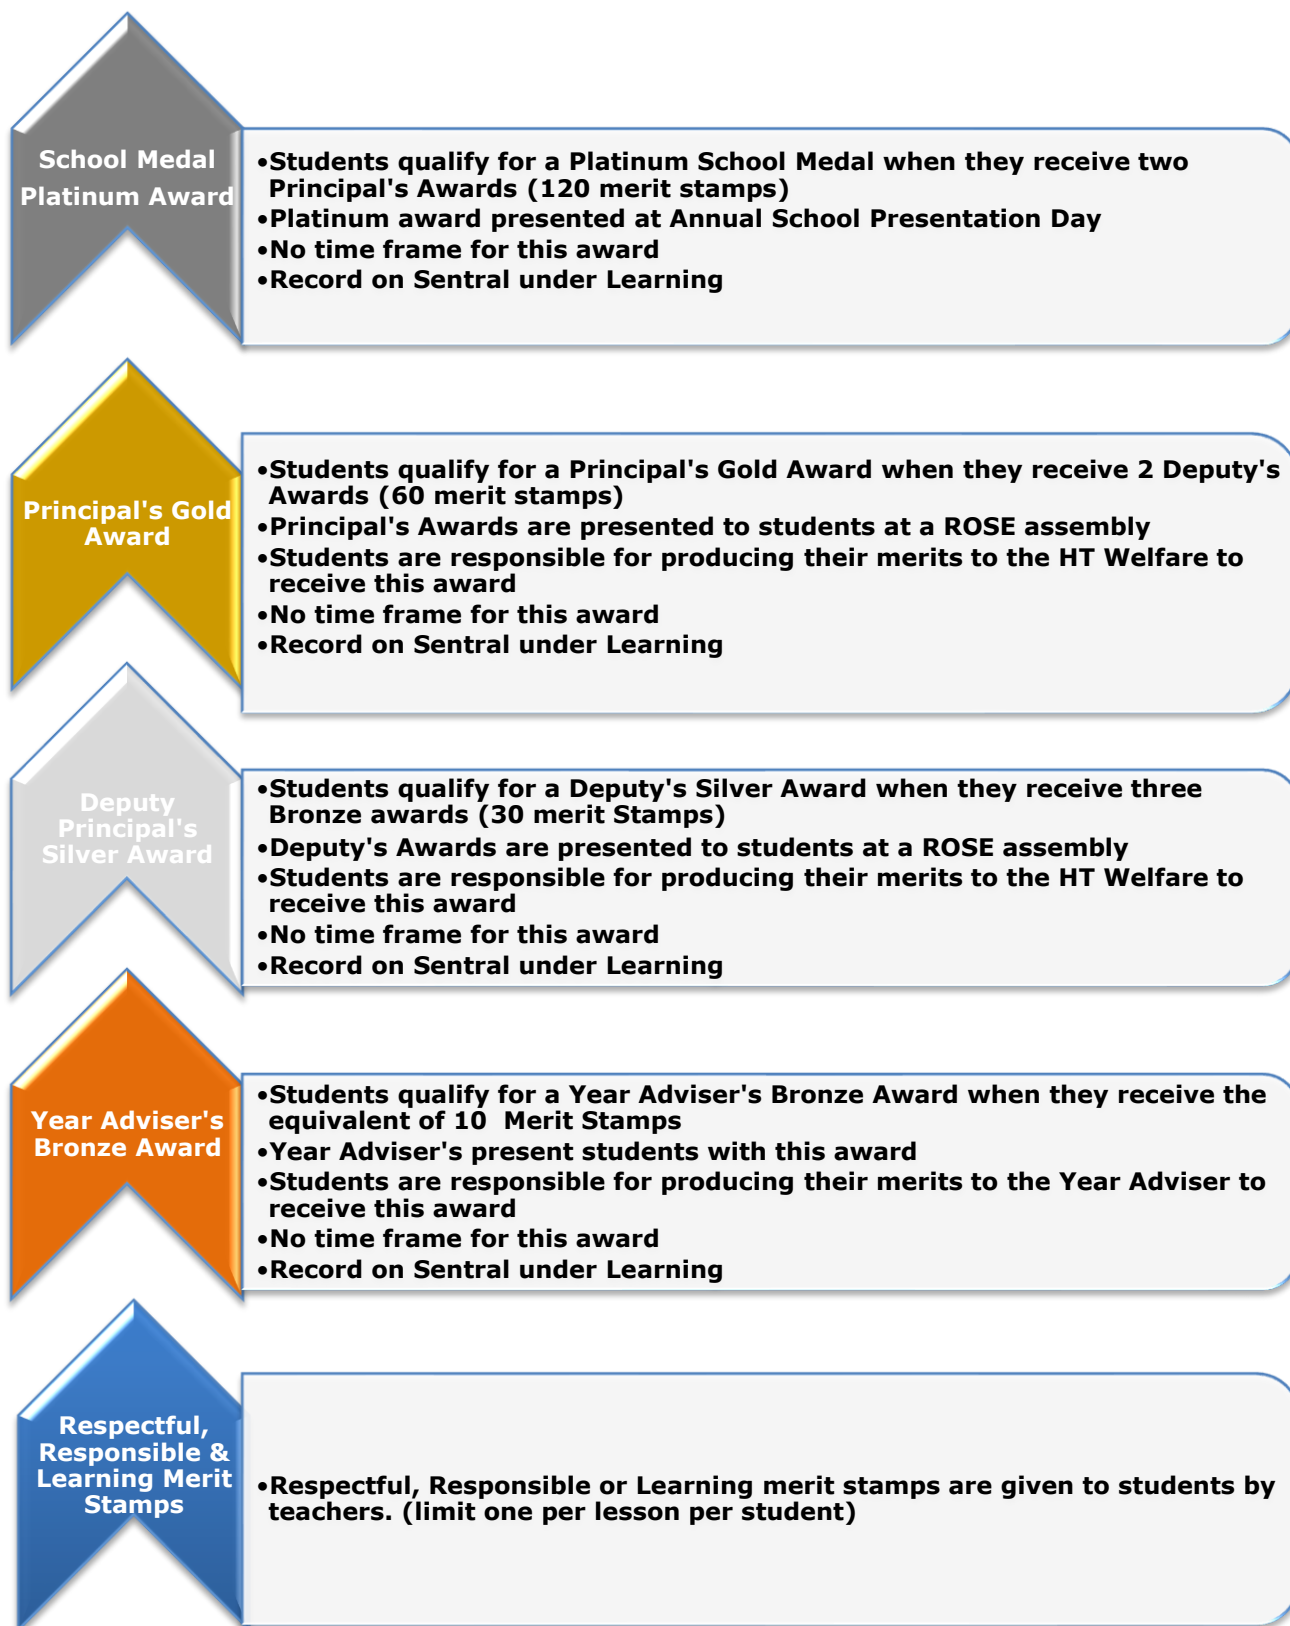 School Medal
Platinum Award
•Students qualify for a Platinum School Medal when they receive two
Principal's Awards (120 merit stamps)
•Platinum award presented at Annual School Presentation Day
•No time frame for this award
•Record on Sentral under Learning
Principal's Gold
Award
•Students qualify for a Principal's Gold Award when they receive 2 Deputy's
Awards (60 merit stamps)
•Principal's Awards are presented to students at a ROSE assembly
•Students are responsible for producing their merits to the HT Welfare to
receive this award
•No time frame for this award
•Record on Sentral under Learning
Deputy
Principal's
Silver Award
•Students qualify for a Deputy's Silver Award when they receive three
Bronze awards (30 merit Stamps)
•Deputy's Awards are presented to students at a ROSE assembly
•Students are responsible for producing their merits to the HT Welfare to
receive this award
•No time frame for this award
•Record on Sentral under Learning
Year Adviser's
Bronze Award
•Students qualify for a Year Adviser's Bronze Award when they receive the
equivalent of 10  Merit Stamps
•Year Adviser's present students with this award
•Students are responsible for producing their merits to the Year Adviser to
receive this award
•No time frame for this award
•Record on Sentral under Learning
Respectful,
Responsible &
Learning Merit
Stamps
•Respectful, Responsible or Learning merit stamps are given to students by
teachers. (limit one per lesson per student)